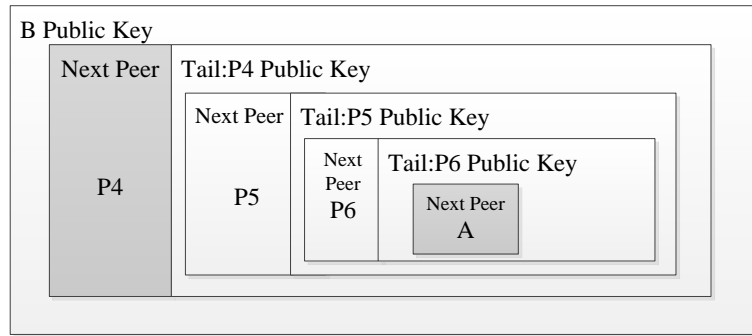 B Public Key
Next Peer
P4
Tail:P4 Public Key
Next Peer
P5
Tail:P5 Public Key
Next
Peer
P6
Tail:P6 Public Key
Next Peer
A